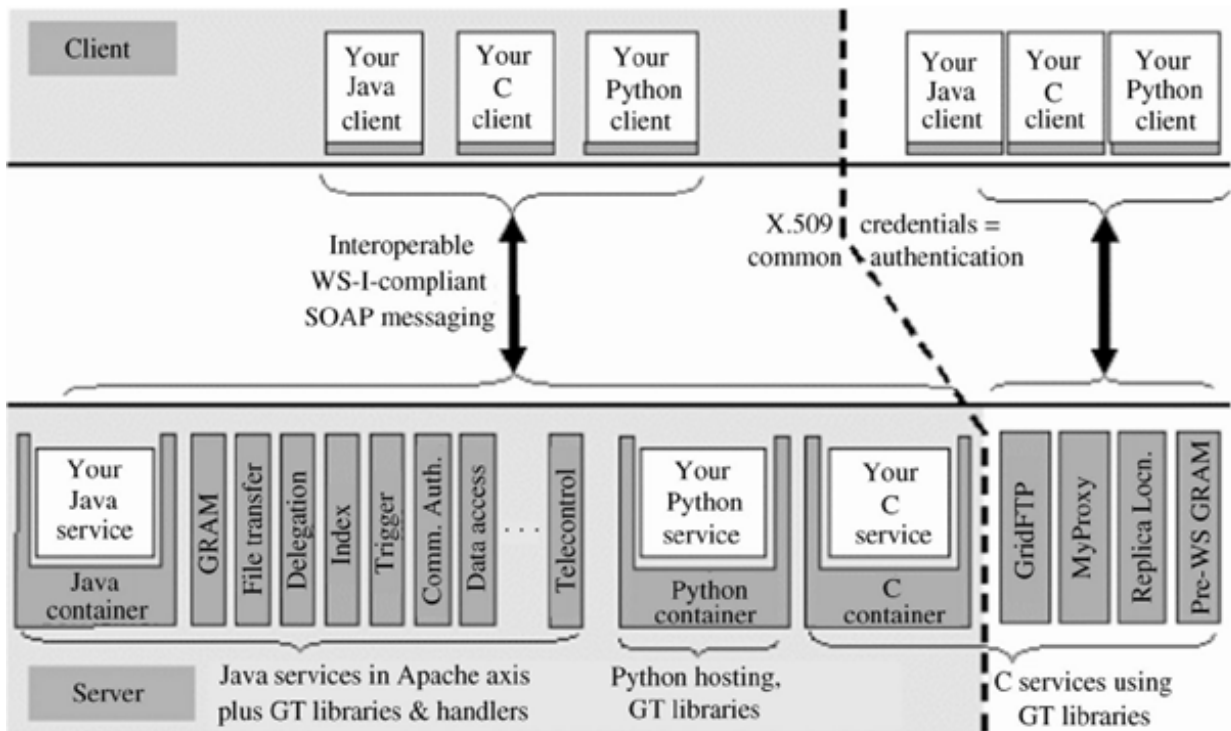 Client
Your
Java
client
Your
C
client
Your
Python
client
Your
Java
client
Your
C
client
Your
Python
client
Interoperable
WS-I-compliant
SOAP messaging
X.509 credentials =
common authentication
Your
Java
service
Java
container
GRAM
File transfer
Delegation
Index
Trigger
Comm. Auth.
Data access
. . .
Telecontrol
Your
Python
service
Python
container
Your
C
service
C
container
GridFTP
MyProxy
Replica Locn.
Pre-WS GRAM
Server
Java services in Apache axis
plus GT libraries & handlers
Python hosting,
GT libraries
C services using
GT libraries